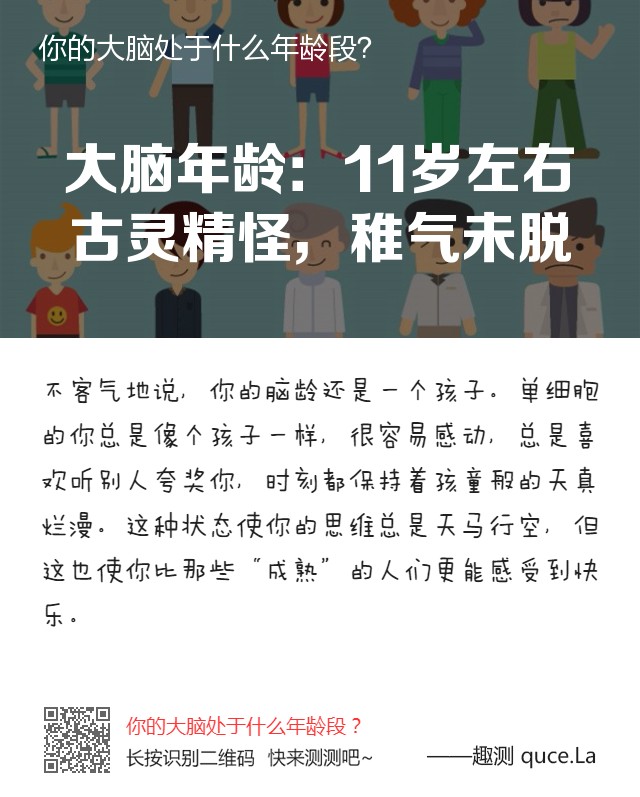 你的大脑处于什么年龄段?
大脑年龄：11岁左右
古灵精怪，稚气未脱
不客气地说，你的脑龄还是一个孩子。单细胞
的你总是像个孩子一样，很容易感动，总是喜
欢听别人夸奖你，时刻都保持着孩童般的天真
烂漫。这种状态使你的思维总是天马行空，但
这也使你比那些“成熟”的人们更能感受到快
乐。
你的大脑处于什么年龄段？
长按识别二维码 快来测测吧~
——趣测 quce.La